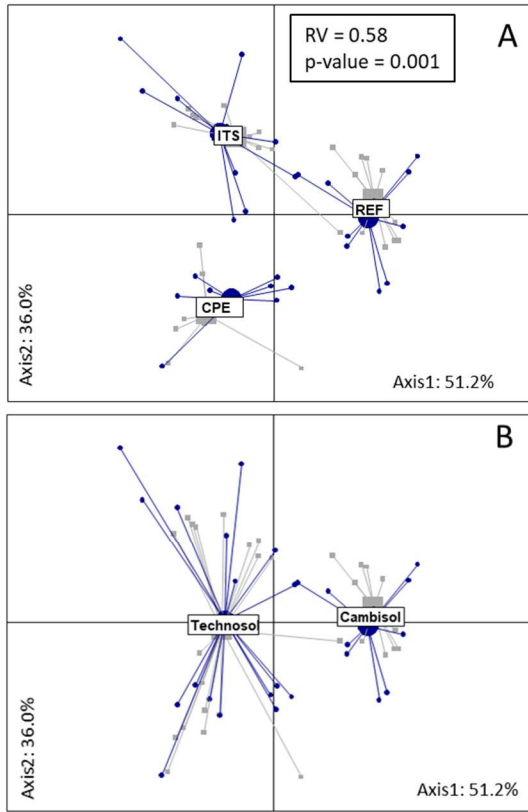 RV = 0.58
p-value = 0.001
A
ITS
REF
CPE
Axis2: 36.0%
Axis1: 51.2%
B
Technosol
Cambisol
Axis2: 36.0%
Axis1: 51.2%